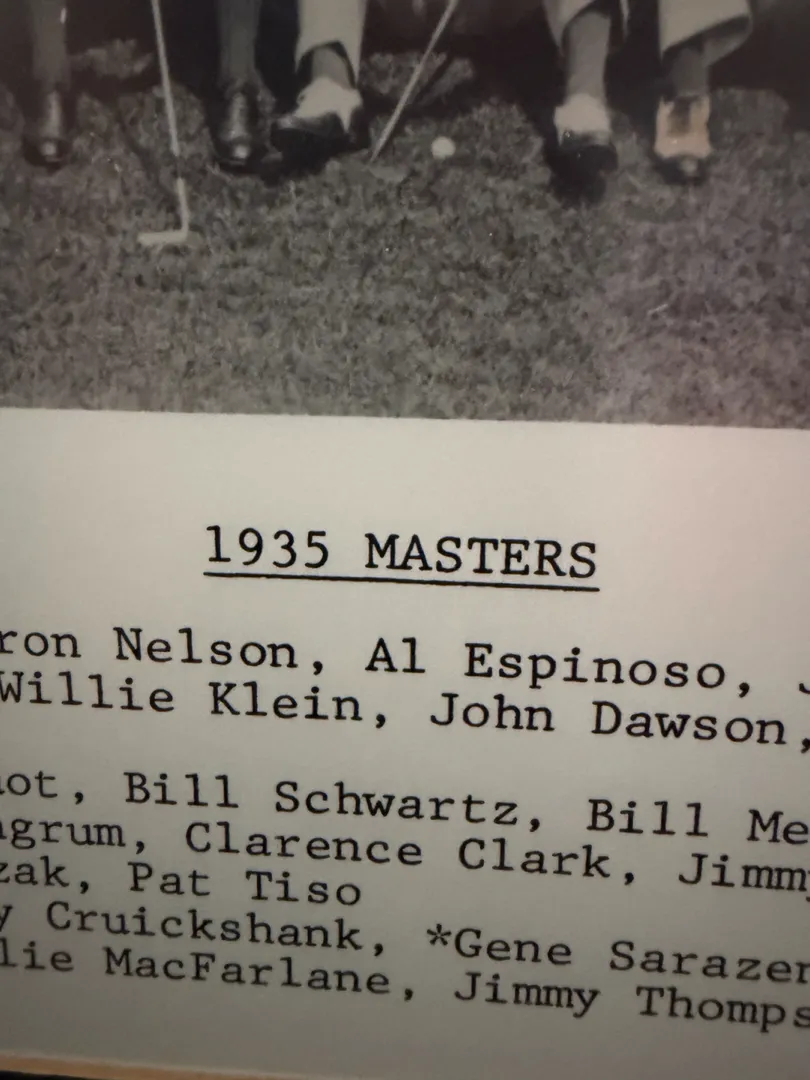 1935 MASTERS
ron Nelson, Al Espinoso, J
Willie Klein, John Dawson,
ot, Bill Schwartz, Bill Me
grum, Clarence Clark, Jimmy
zak, Pat Tiso
y Cruickshank, *Gene Sarazen
lie MacFarlane, Jimmy Thomps